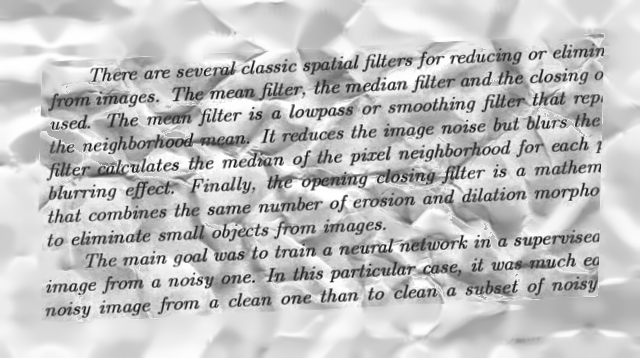 There are several classic spatial filters for reducing or elimin
from images. The mean filter, the median filter and the closing o
used. The mean filter is a lowpass or smoothing filter that rep
the neighborhood mean. It reduces the image noise but blurs the
filter calculates the median of the pixel neighborhood for each
blurring effect. Finally, the opening closing filter is a mathem
that combines the same number of erosion and dilation morpho
to eliminate small objects from images.
The main goal was to train a neural network in a supervised
image from a noisy one. In this particular case, it was much ea
noisy image from a clean one than to clean a subset of noisy